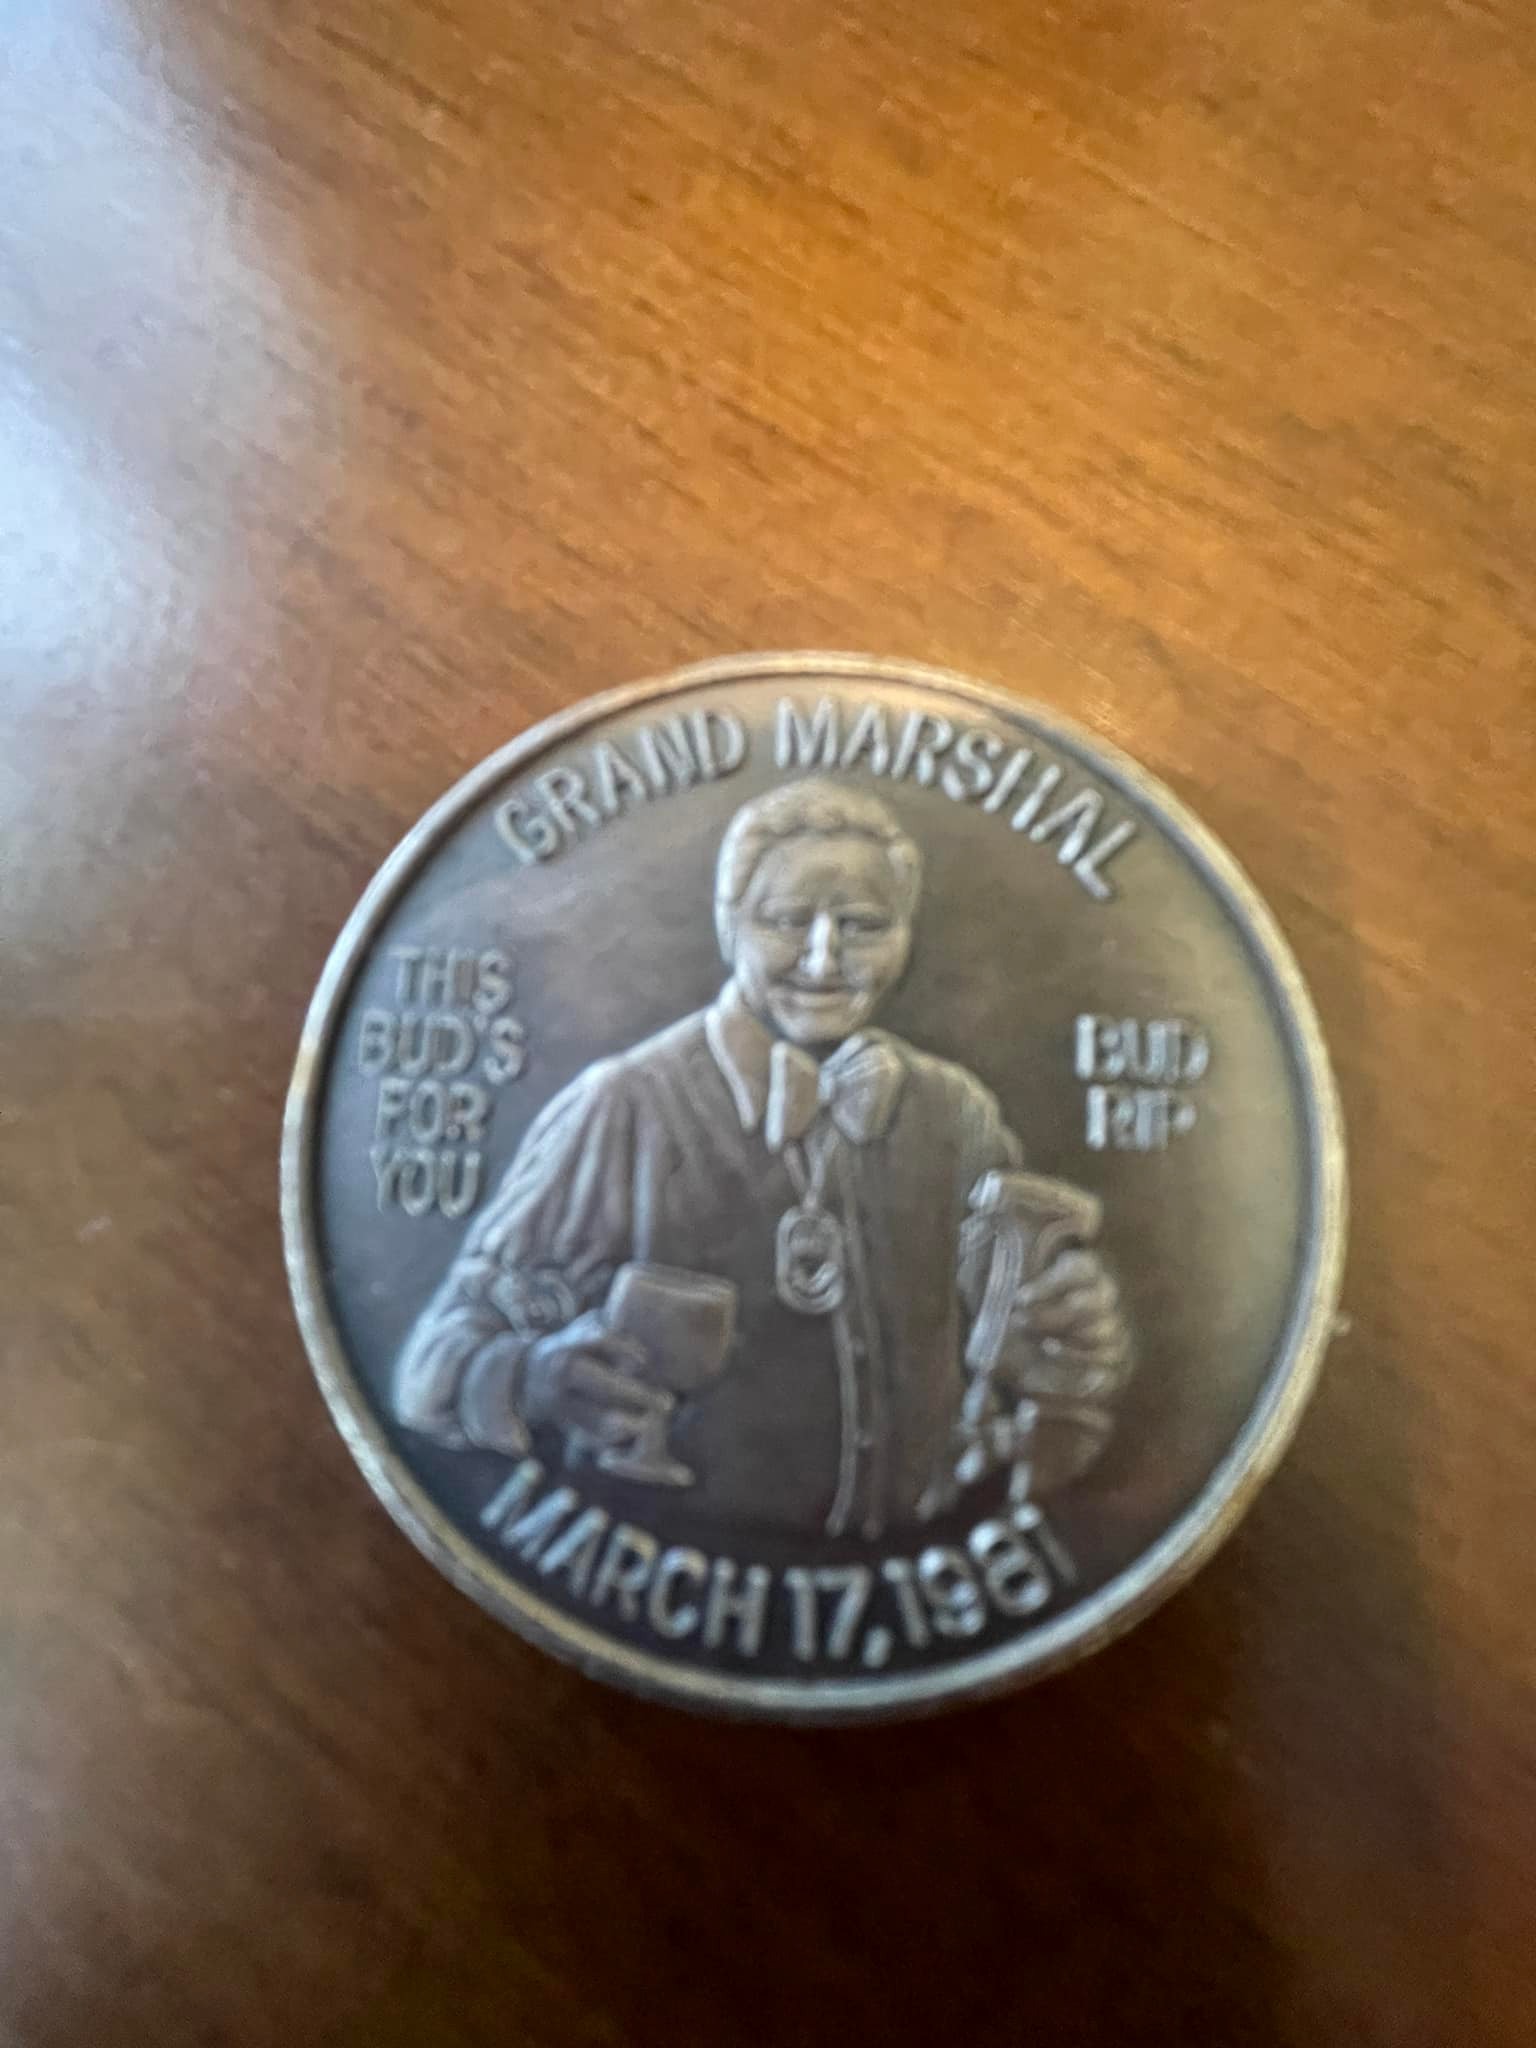 GRAND MARSHAL
THIS
BUD'S
FOR
YOU
BUD
RIP
MARCH 17, 1981